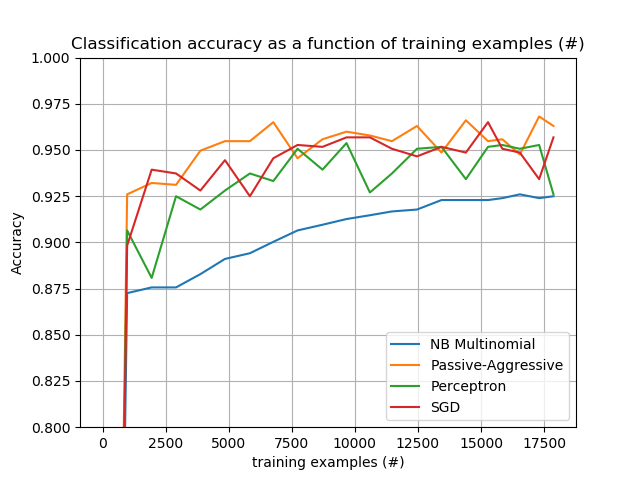 Classification accuracy as a function of training examples (#)
1.000
0.975
0.950
0.925
0.900
0.875
0.850
0.825
0.800
Accuracy
NB Multinomial
Passive-Aggressive
Perceptron
SGD
0 2500 5000 7500 10000 12500 15000 17500
training examples (#)